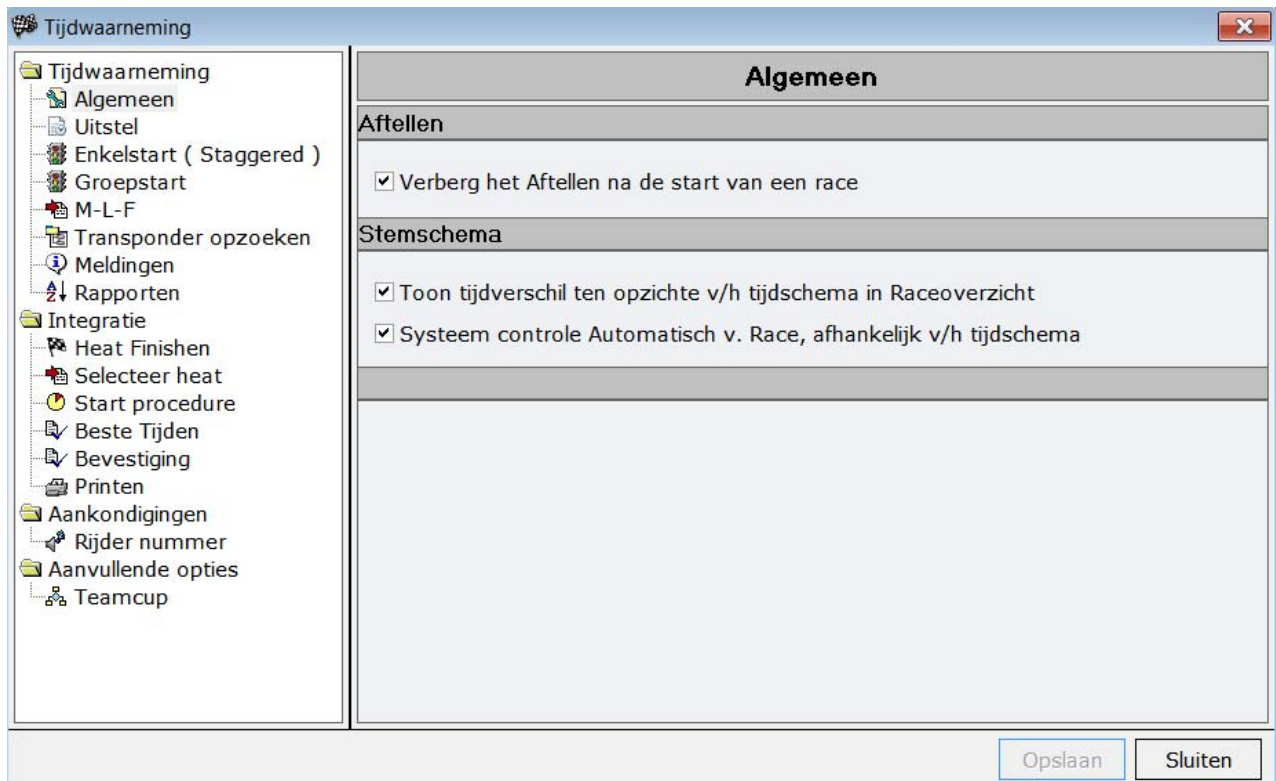 Tijdwaarneming
Tijdwaarneming
Algemeen
Uitstel
Enkelstart ( Staggered )
Groepstart
M-L-F
Transponder opzoeken
Meldingen
Rapporten
Integratie
Heat Finishen
Selecteer heat
Start procedure
Beste Tijden
Bevestiging
Printen
Aankondigingen
Rijder nummer
Aanvullende opties
Teamcup
Algemeen
Aftellen
Verberg het Aftellen na de start van een race
Stemschema
Toon tijdverschil ten opzichte v/h tijdschema in Raceoverzicht
Systeem controle Automatisch v. Race, afhankelijk v/h tijdschema
Opslaan
Sluiten